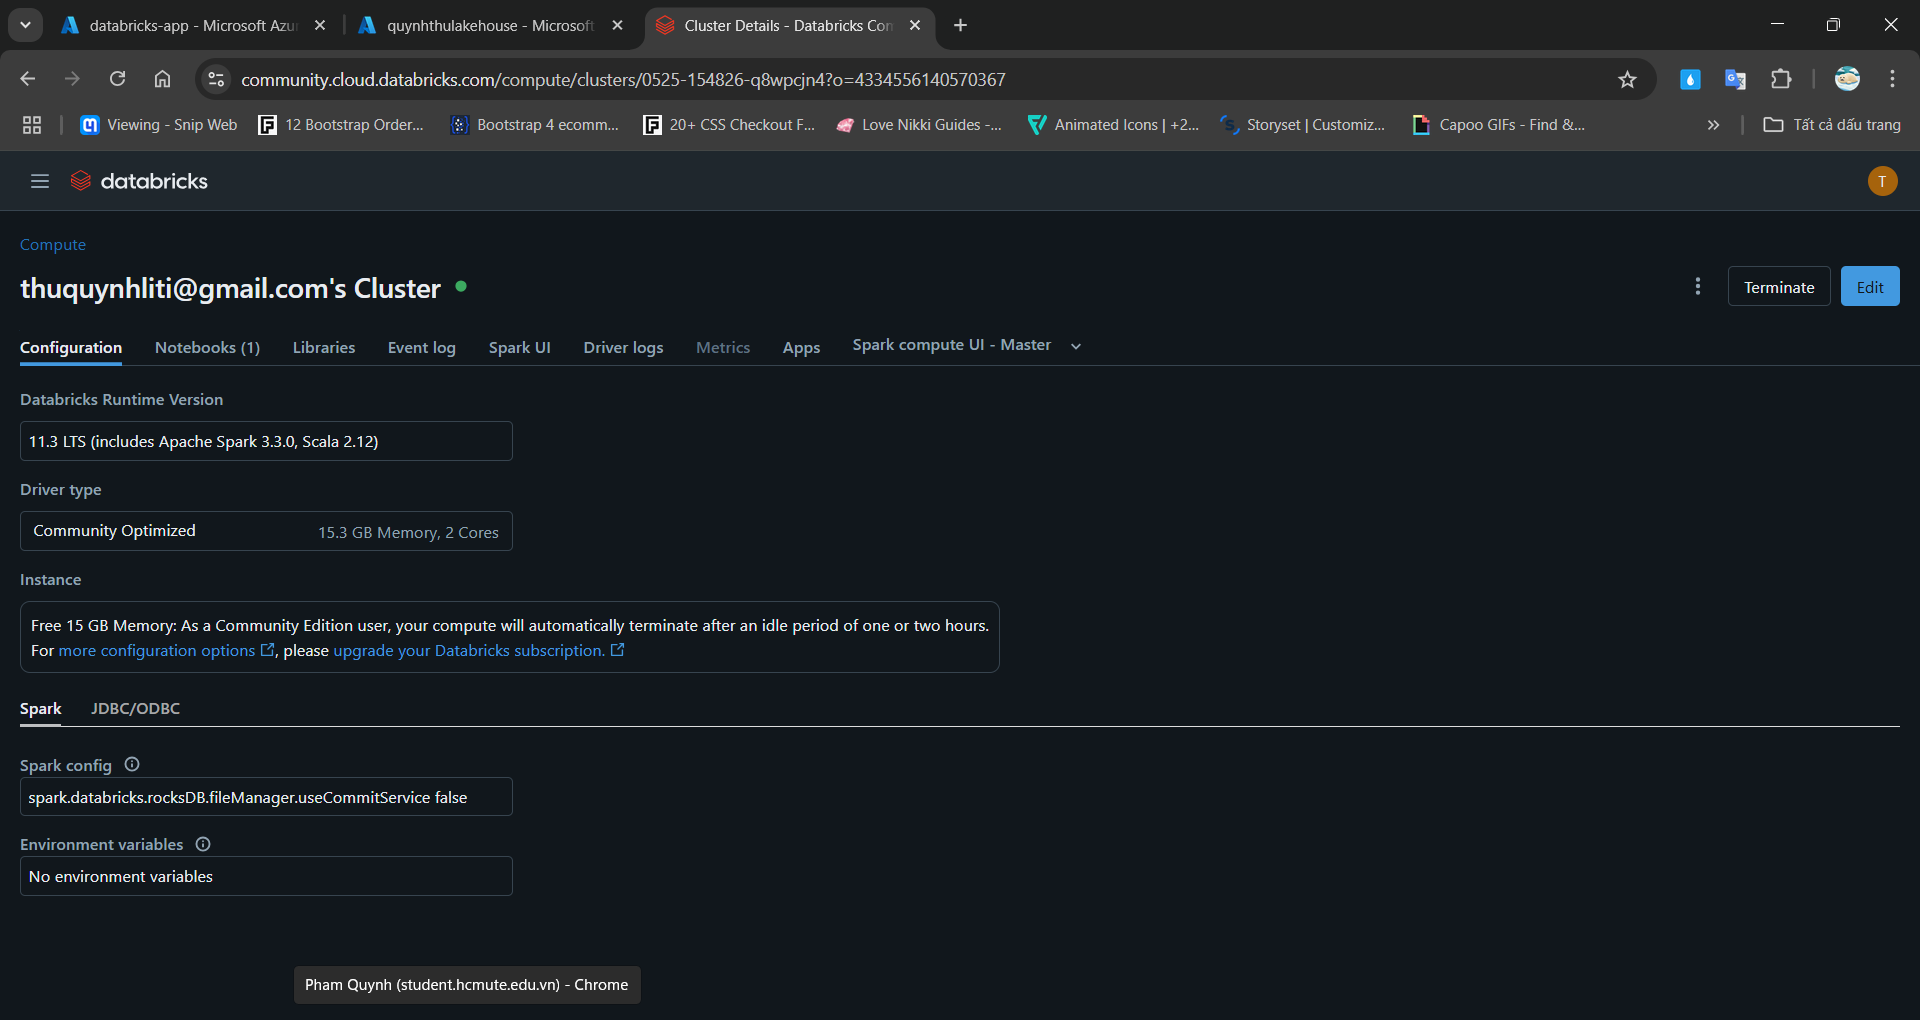 databricks-app - Microsoft Azu
quynhthulakehouse - Microsoft
Cluster Details - Databricks Con
community.cloud.databricks.com/compute/clusters/0525-154826-q8wpcjn4?o=4334556140570367
Viewing - Snip Web
12 Bootstrap Order...
Bootstrap 4 ecomm...
20+ CSS Checkout F...
Love Nikki Guides -...
Animated Icons | +2...
Storyset | Customiz...
Capoo GIFs - Find &...
Tất cả dấu trang
databricks
T
Compute
thuquynhliti@gmail.com's Cluster
Terminate
Edit
Configuration
Notebooks (1)
Libraries
Event log
Spark UI
Driver logs
Metrics
Apps
Spark compute UI - Master
Databricks Runtime Version
11.3 LTS (includes Apache Spark 3.3.0, Scala 2.12)
Driver type
Community Optimized 15.3 GB Memory, 2 Cores
Instance
Free 15 GB Memory: As a Community Edition user, your compute will automatically terminate after an idle period of one or two hours.
For more configuration options, please upgrade your Databricks subscription.
Spark
JDBC/ODBC
Spark config
spark.databricks.rocksDB.fileManager.useCommitService false
Environment variables
No environment variables
Pham Quynh (student.hcmute.edu.vn) - Chrome